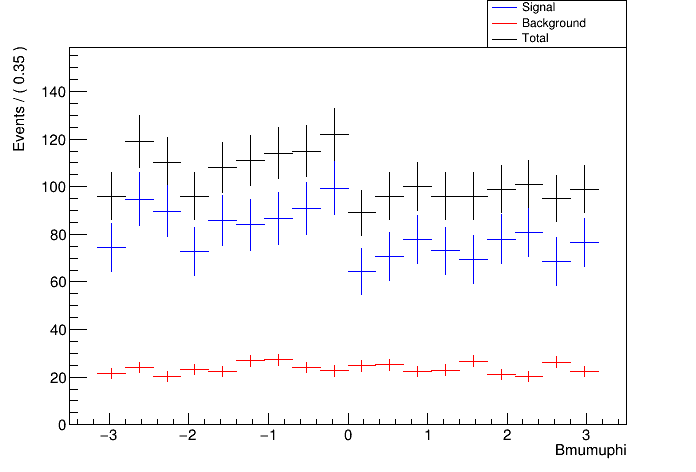 Signal
Background
Total
Events / ( 0.35 )
140
120
100
80
60
40
20
0
−3 −2 −1 0 1 2 3
Bmumuphi